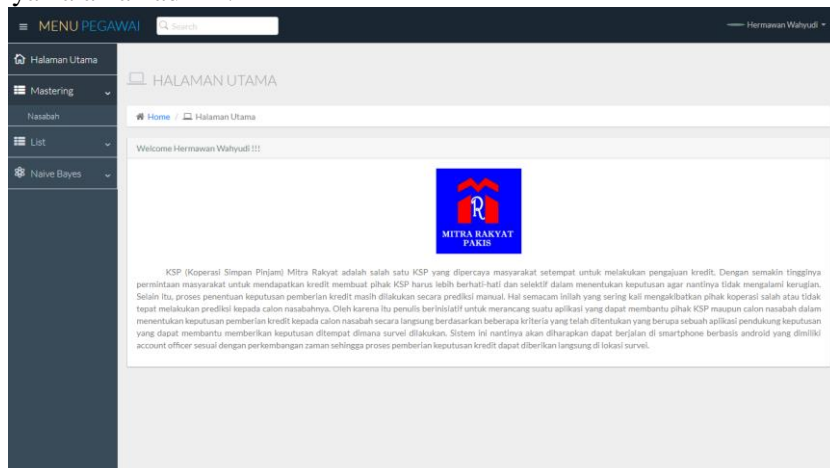 MENU PEGAWAI
Search
Hermawan Wahyudi
Halaman Utama
Mastering
Nasabah
List
Naive Bayes
HALAMAN UTAMA
Home / Halaman Utama
Welcome Hermawan Wahyudi !!!
R
MITRA RAKYAT
PAKIS
KSP (Koperasi Simpan Pinjam) Mitra Rakyat adalah salah satu KSP yang dipercaya masyarakat setempat untuk melakukan pengajuan kredit. Dengan semakin tingginya
permintaan masyarakat untuk mendapatkan kredit membuat pihak KSP harus lebih berhati-hati dan selektif dalam menentukan keputusan agar nantinya tidak mengalami kerugian.
Selain itu, proses penentuan keputusan pemberian kredit masih dilakukan secara prediksi manual. Hal semacam inilah yang sering kali mengakibatkan pihak koperasi salah atau tidak
tepat melakukan prediksi kepada calon nasabahnya. Oleh karena itu penulis berinisiatif untuk merancang suatu aplikasi yang dapat membantu pihak KSP maupun calon nasabah dalam
menentukan keputusan pemberian kredit kepada calon nasabah secara langsung berdasarkan beberapa kriteria yang telah ditentukan yang berupa sebuah aplikasi pendukung keputusan
yang dapat membantu memberikan keputusan ditempat dimana survei dilakukan. Sistem ini nantinya akan diharapkan dapat berjalan di smartphone berbasis android yang dimiliki
account officer sesuai dengan perkembangan zaman sehingga proses pemberian keputusan kredit dapat diberikan langsung di lokasi survei.